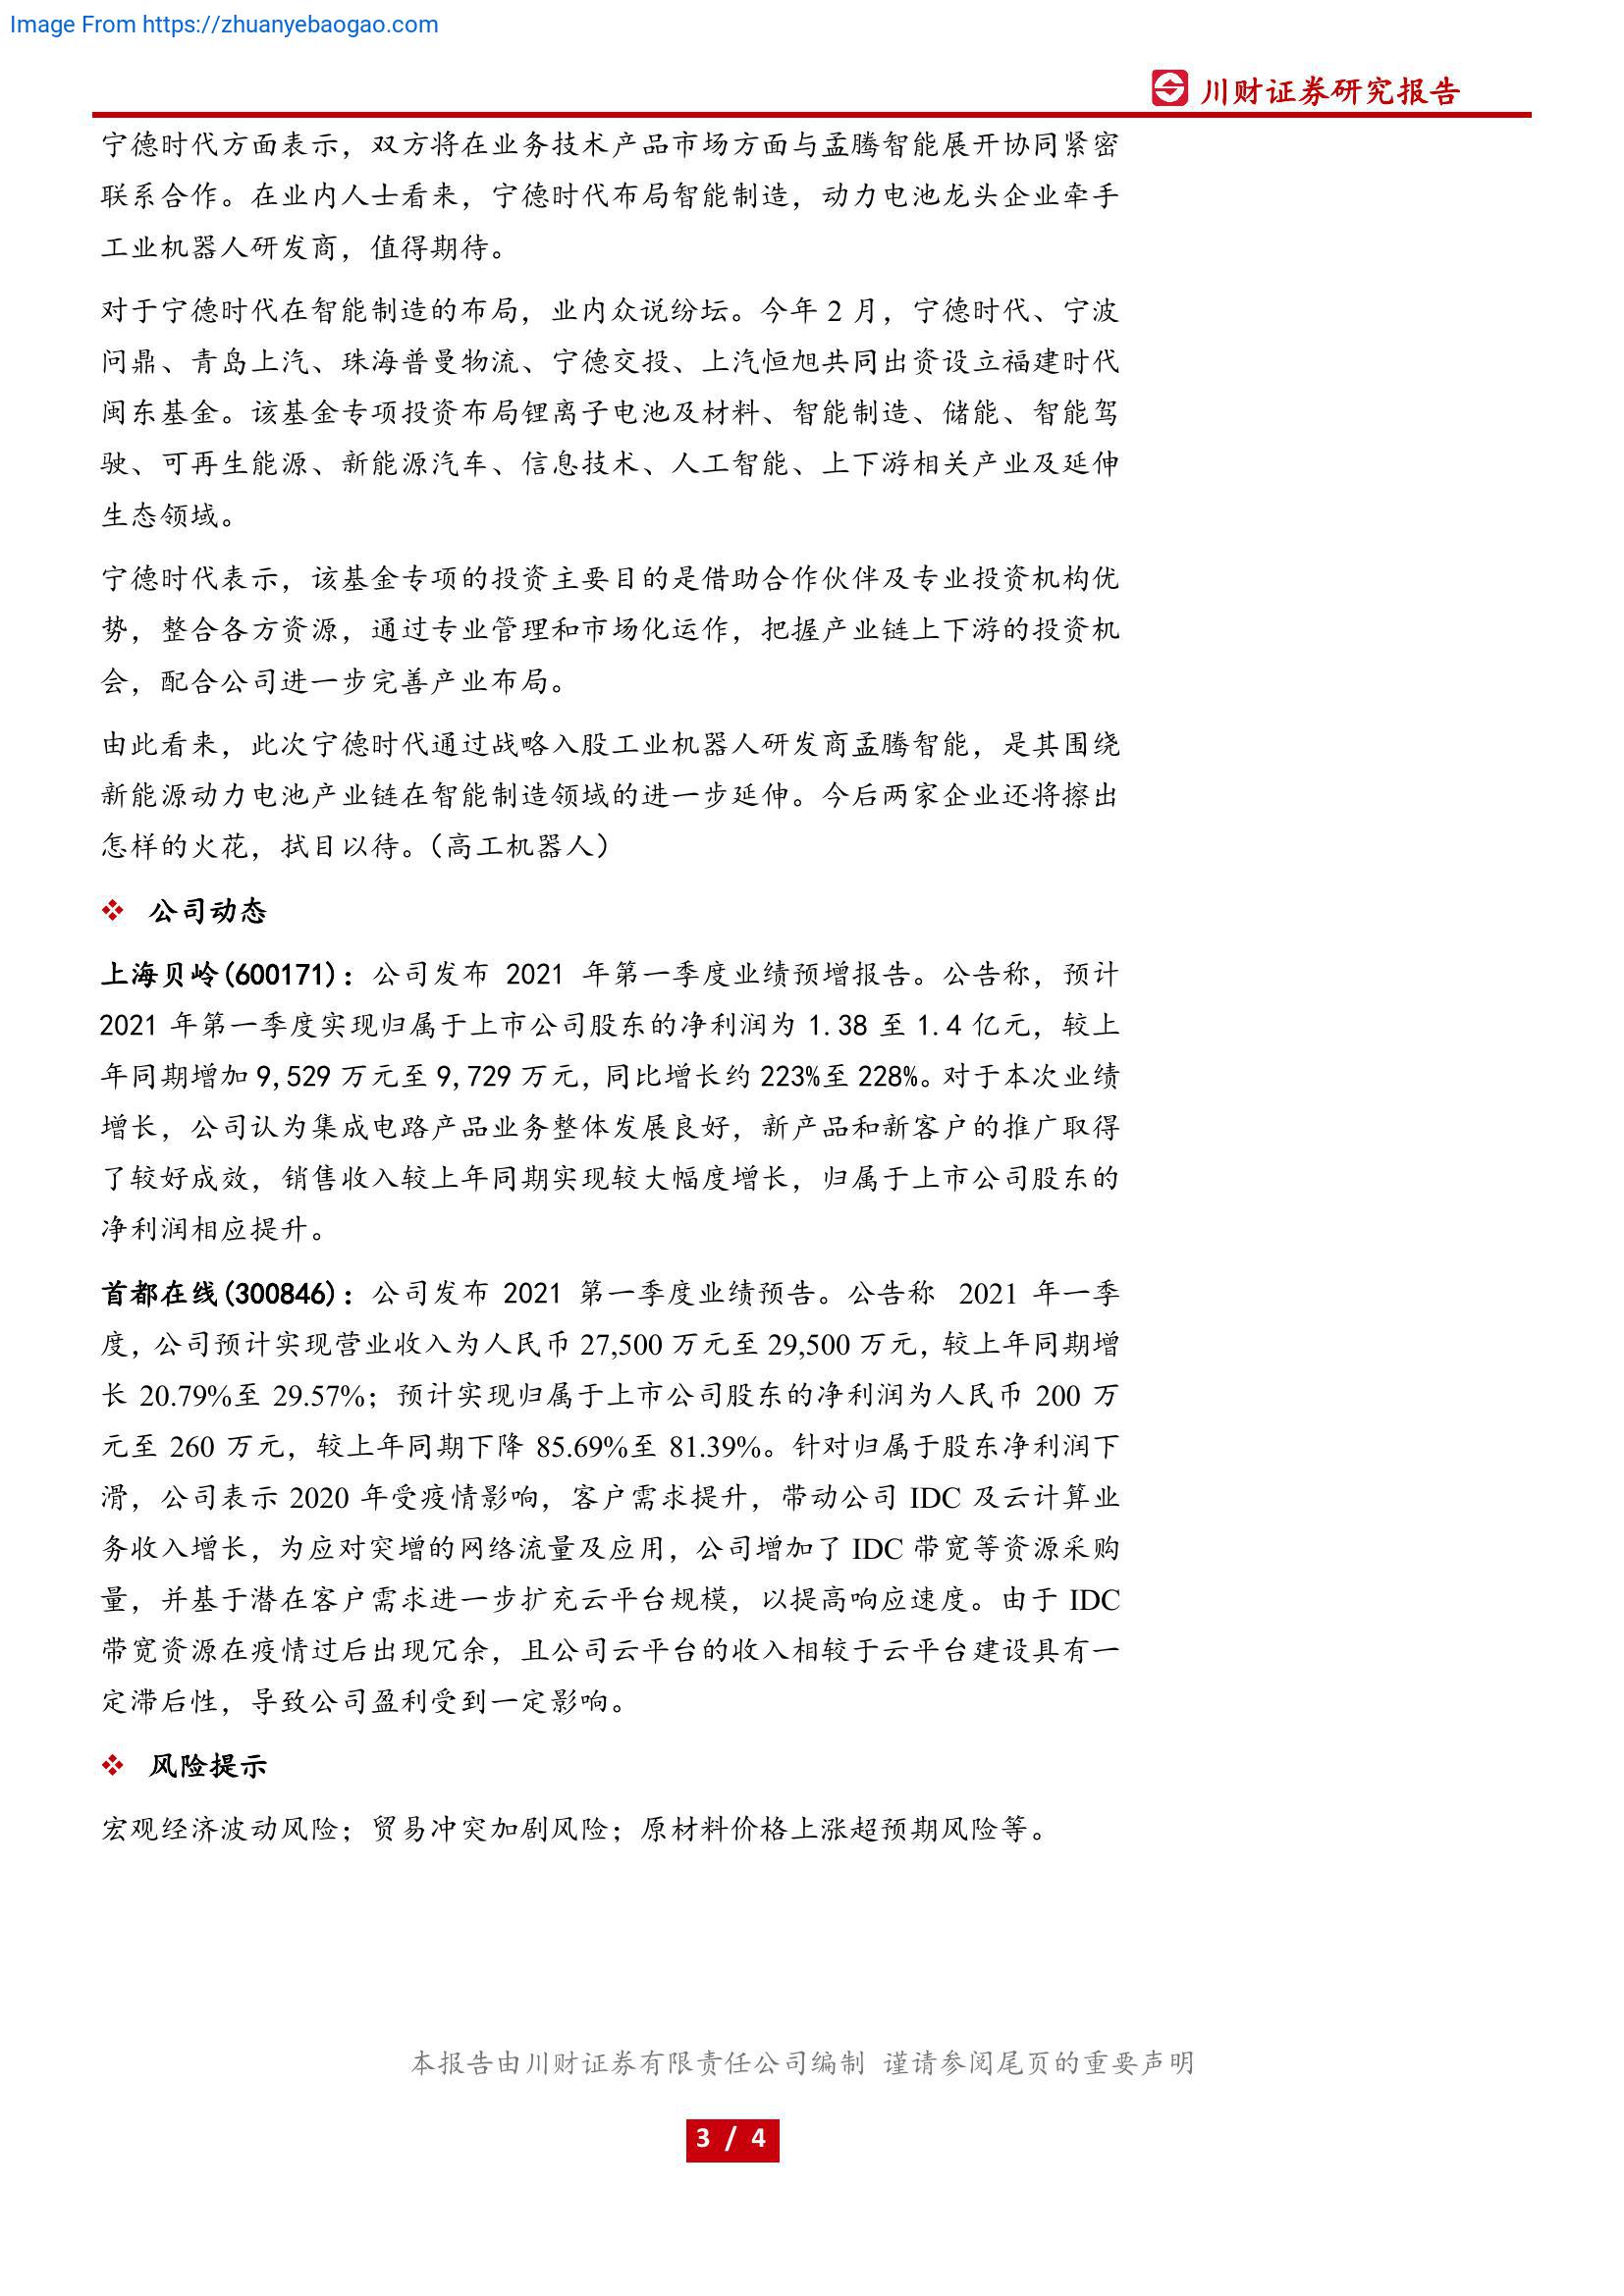 Image From https://zhuanyebaogao.com
川财证券研究报告
宁德时代方面表示，双方将在业务技术产品市场方面与孟腾智能展开协同紧密
联系合作。在业内人士看来，宁德时代布局智能制造，动力电池龙头企业牵手
工业机器人研发商，值得期待。
对于宁德时代在智能制造的布局，业内众说纷坛。今年 2 月，宁德时代、宁波
问鼎、青岛上汽、珠海普曼物流、宁德交投、上汽恒旭共同出资设立福建时代
闽东基金。该基金专项投资布局锂离子电池及材料、智能制造、储能、智能驾
驶、可再生能源、新能源汽车、信息技术、人工智能、上下游相关产业及延伸
生态领域。
宁德时代表示，该基金专项的投资主要目的是借助合作伙伴及专业投资机构优
势，整合各方资源，通过专业管理和市场化运作，把握产业链上下游的投资机
会，配合公司进一步完善产业布局。
由此看来，此次宁德时代通过战略入股工业机器人研发商孟腾智能，是其围绕
新能源动力电池产业链在智能制造领域的进一步延伸。今后两家企业还将擦出
怎样的火花，拭目以待。（高工机器人）
❖ 公司动态
上海贝岭(600171)：公司发布 2021 年第一季度业绩预增报告。公告称，预计
2021 年第一季度实现归属于上市公司股东的净利润为 1.38 至 1.4 亿元，较上
年同期增加 9,529 万元至 9,729 万元，同比增长约 223%至 228%。对于本次业绩
增长，公司认为集成电路产品业务整体发展良好，新产品和新客户的推广取得
了较好成效，销售收入较上年同期实现较大幅度增长，归属于上市公司股东的
净利润相应提升。
首都在线(300846)：公司发布 2021 第一季度业绩预告。公告称 2021 年一季
度，公司预计实现营业收入为人民币 27,500 万元至 29,500 万元，较上年同期增
长 20.79%至 29.57%；预计实现归属于上市公司股东的净利润为人民币 200 万
元至 260 万元，较上年同期下降 85.69%至 81.39%。针对归属于股东净利润下
滑，公司表示 2020 年受疫情影响，客户需求提升，带动公司 IDC 及云计算业
务收入增长，为应对突增的网络流量及应用，公司增加了 IDC 带宽等资源采购
量，并基于潜在客户需求进一步扩充云平台规模，以提高响应速度。由于 IDC
带宽资源在疫情过后出现冗余，且公司云平台的收入相较于云平台建设具有一
定滞后性，导致公司盈利受到一定影响。
❖ 风险提示
宏观经济波动风险；贸易冲突加剧风险；原材料价格上涨超预期风险等。
本报告由川财证券有限责任公司编制 谨请参阅尾页的重要声明
3 / 4